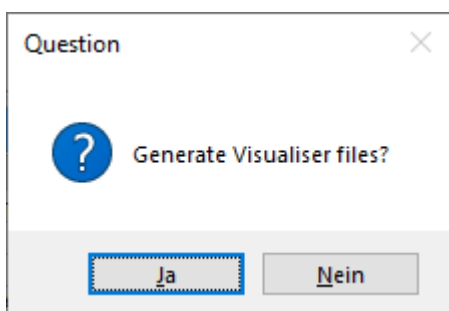 Question
?
Generate Visualiser files?
Ja
Nein